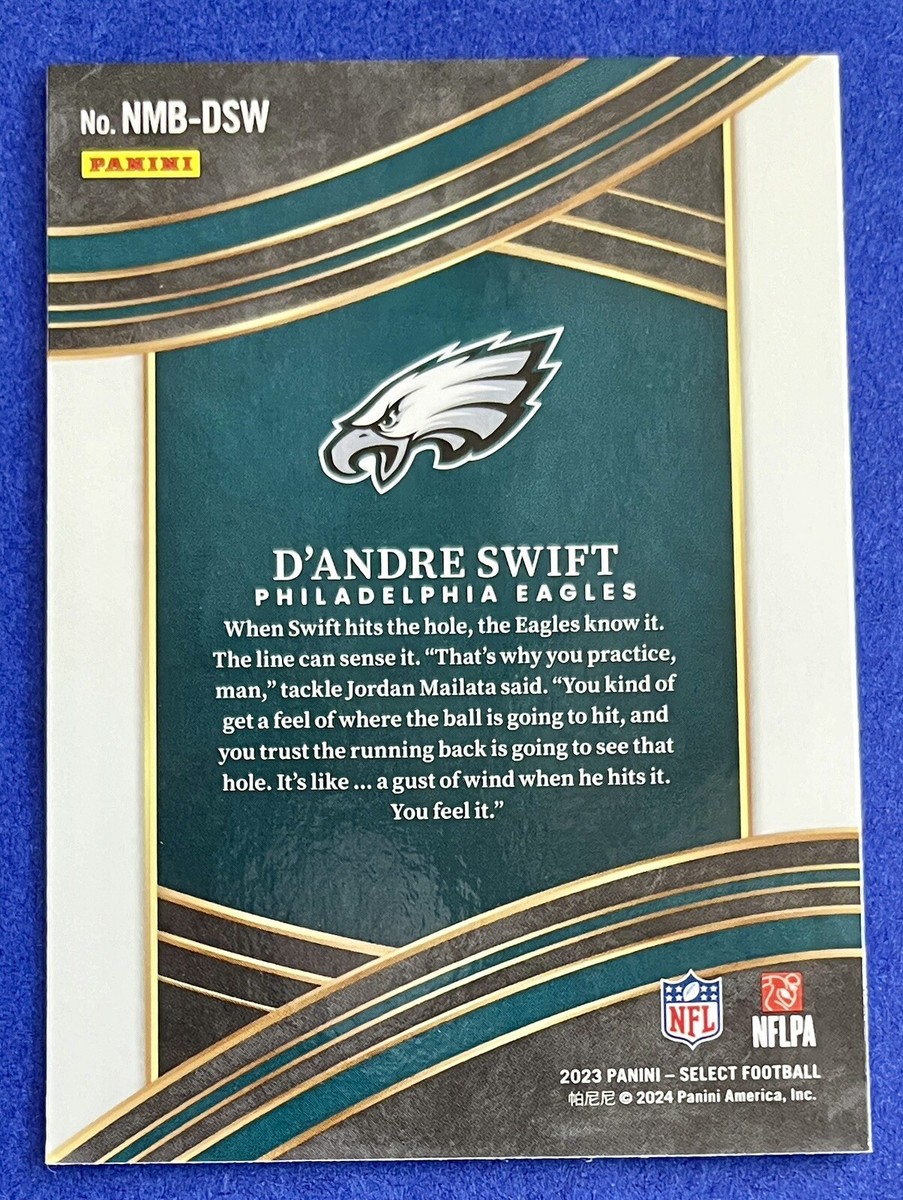 No. NMB-DSW
PANINI
D'ANDRE SWIFT
PHILADELPHIA EAGLES
When Swift hits the hole, the Eagles know it.
The line can sense it. “That's why you practice,
man,” tackle Jordan Mailata said. “You kind of
get a feel of where the ball is going to hit, and
you trust the running back is going to see that
hole. It's like ... a gust of wind when he hits it.
You feel it.”
NFL
NFLPA
2023 PANINI – SELECT FOOTBALL
帕尼尼 © 2024 Panini America, Inc.